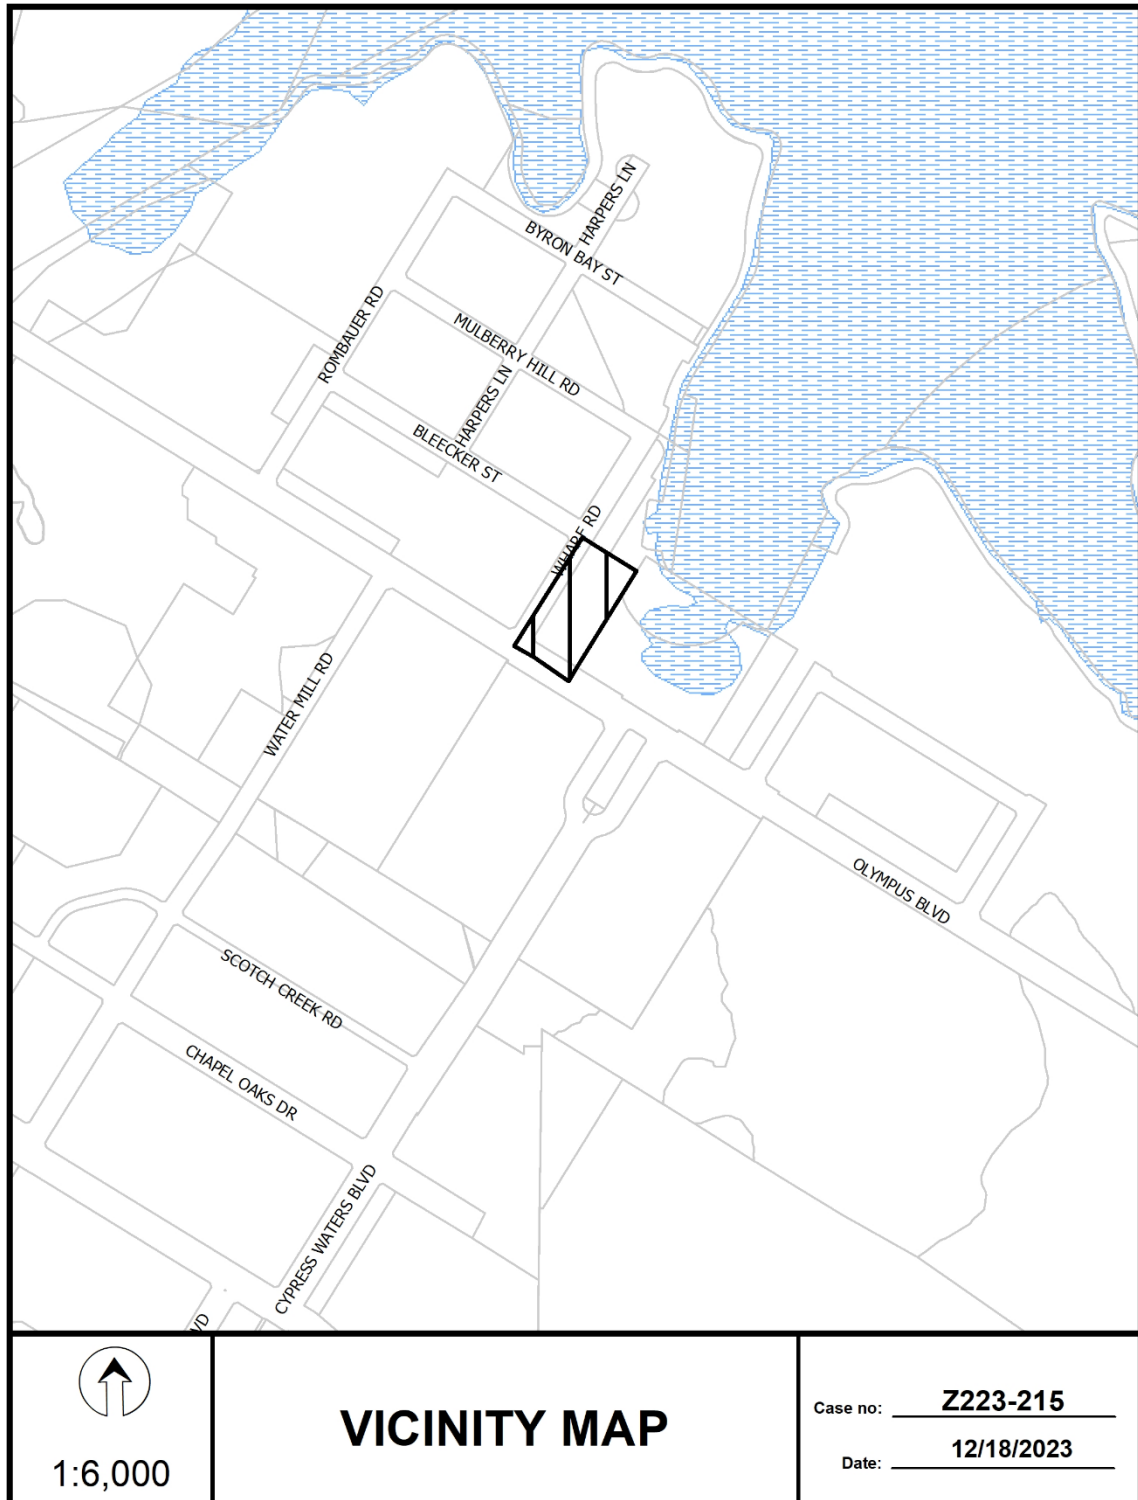 HARPERS LN
BYRON BAY ST
ROMBAUER RD
MULBERRY HILL RD
HARPERS LN
BLEECKER ST
WHARF RD
WATER MILL RD
OLYMPUS BLVD
SCOTCH CREEK RD
CHAPEL OAKS DR
CYPRESS WATERS BLVD
VD
1:6,000
VICINITY MAP
Case no: Z223-215
Date: 12/18/2023